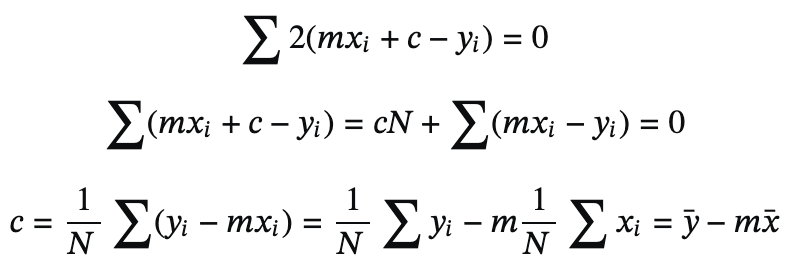 ∑ 2(mxᵢ + c − yᵢ) = 0
∑(mxᵢ + c − yᵢ) = cN + ∑(mxᵢ − yᵢ) = 0
c = 1/N ∑(yᵢ − mxᵢ) = 1/N ∑ yᵢ − m 1/N ∑ xᵢ = ȳ − mx̄